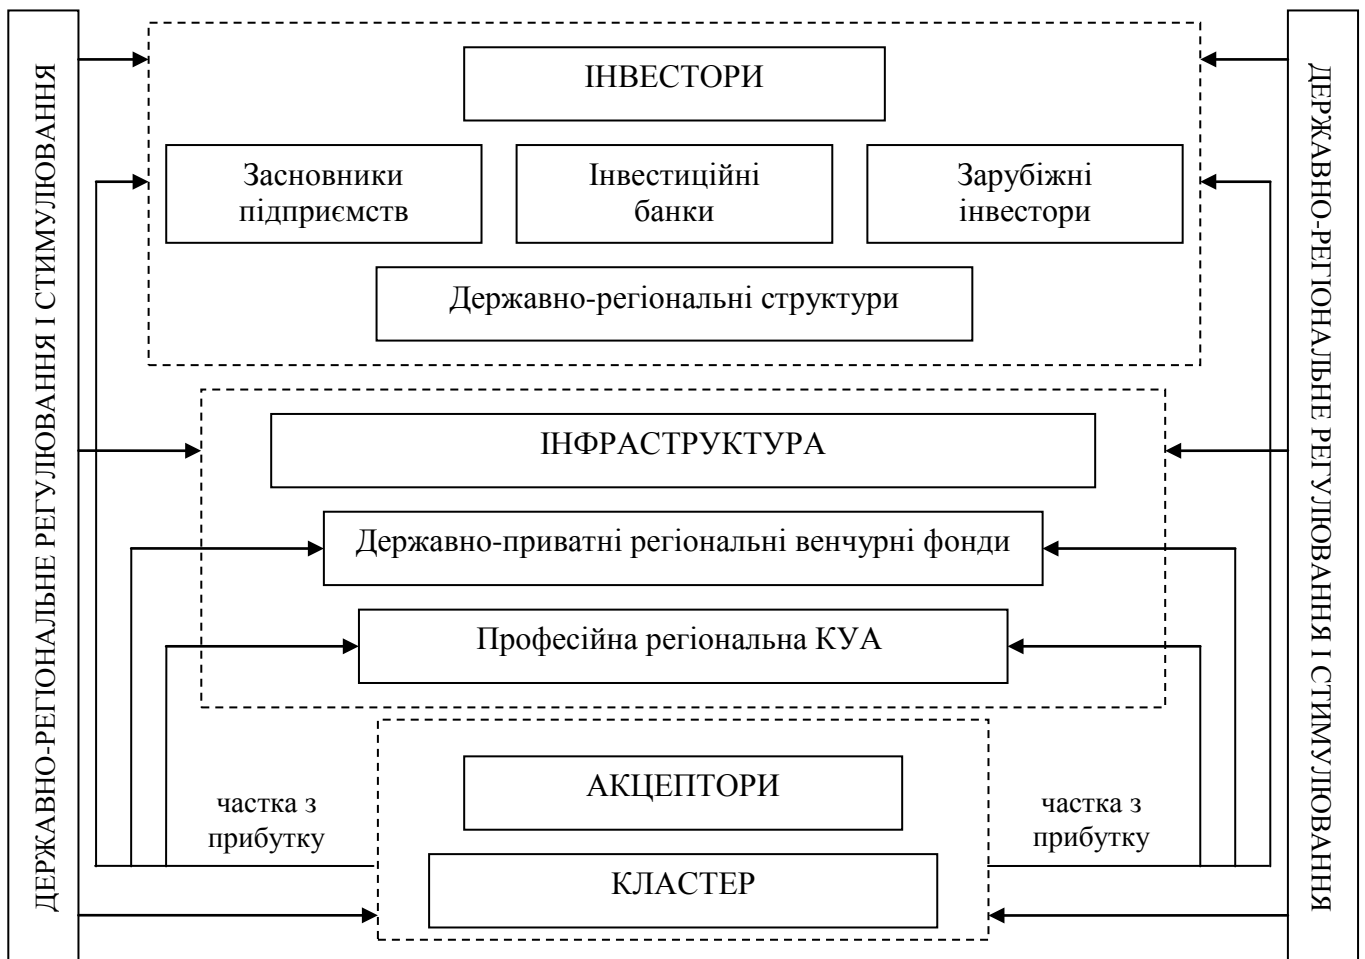 ДЕРЖАВНО-РЕГІОНАЛЬНЕ РЕГУЛЮВАННЯ І СТИМУЛЮВАННЯ
ІНВЕСТОРИ
Засновники
підприємств
Інвестиційні
банки
Зарубіжні
інвестори
Державно-регіональні структури
ІНФРАСТРУКТУРА
Державно-приватні регіональні венчурні фонди
Професійна регіональна КУА
АКЦЕПТОРИ
КЛАСТЕР
частка з
прибутку
частка з
прибутку
ДЕРЖАВНО-РЕГІОНАЛЬНЕ РЕГУЛЮВАННЯ І СТИМУЛЮВАННЯ